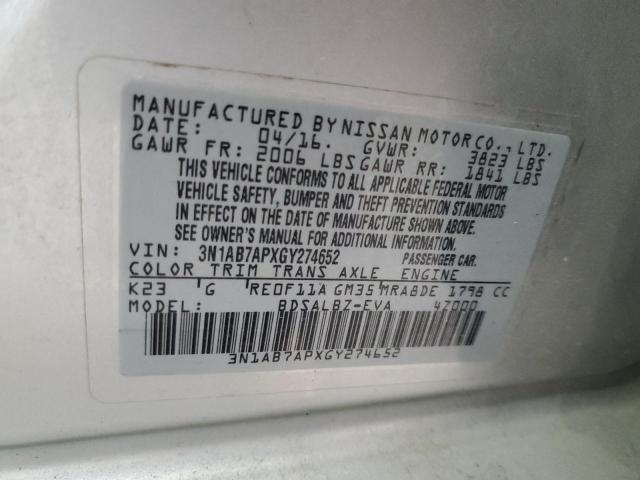 MANUFACTURED BY NISSAN MOTOR CO., LTD.
DATE: 04/16. GVWR: 3823 LBS
GAWR FR: 2006 LBS GAWR RR: 1841 LBS
THIS VEHICLE CONFORMS TO ALL APPLICABLE FEDERAL MOTOR
VEHICLE SAFETY, BUMPER AND THEFT PREVENTION STANDARDS
IN EFFECT ON THE DATE OF MANUFACTURE SHOWN ABOVE.
SEE OWNER'S MANUAL FOR ADDITIONAL INFORMATION.
VIN: 3N1AB7APXGY274652 PASSENGER CAR.
COLOR TRIM TRANS AXLE ENGINE
K23 G RE0F11A GM35 MRA8DE 1798 CC
MODEL: BDSALBZ-EVA 47000
3N1AB7APXGY274652